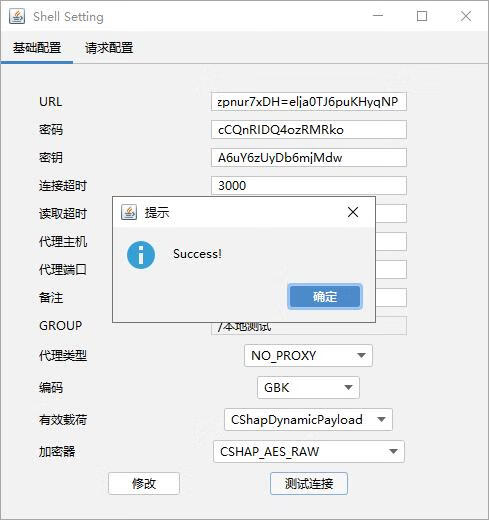 Shell Setting
基础配置 请求配置
URL zpnur7xDH=elja0TJ6puKHyqNP
密码 cCQnRIDQ4ozRMRko
密钥 A6uY6zUyDb6mjMdw
连接超时 3000
读取超时
提示
代理主机
Success!
代理端口
备注
确定
GROUP /本地测试
代理类型 NO_PROXY
编码 GBK
有效载荷 CShapDynamicPayload
加密器 CSHAP_AES_RAW
修改 测试连接